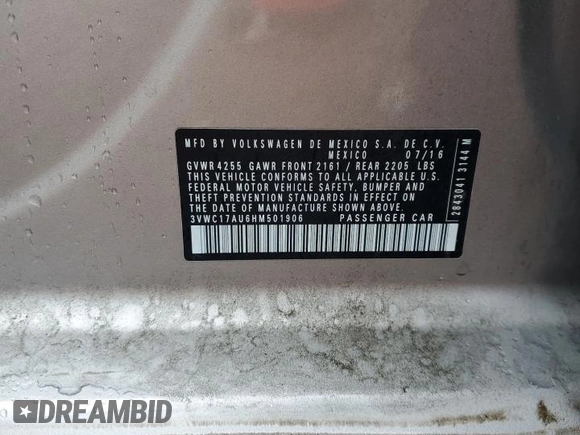 MFD BY VOLKSWAGEN DE MEXICO S.A. DE C.V.
MEXICO 07/16
GVWR 4255 GAWR FRONT 2161 / REAR 2205 LBS
THIS VEHICLE CONFORMS TO ALL APPLICABLE U.S.
FEDERAL MOTOR VEHICLE SAFETY, BUMPER AND
THEFT PREVENTION STANDARDS IN EFFECT ON
THE DATE OF MANUFACTURE SHOWN ABOVE.
3VWC17AU6HM501906 PASSENGER CAR
2843041 3144 M
DREAMBID